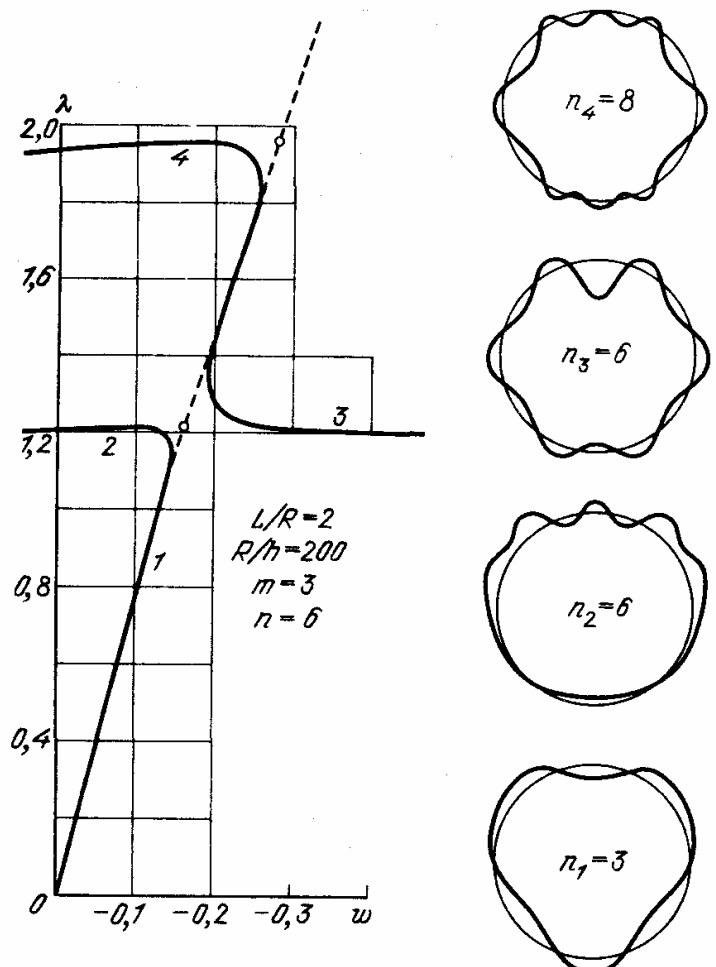 λ
2,0
4
1,6
3
1,2
2
L/R=2
R/h=200
m=3
n=6
1
0,8
0,4
0
-0,1
-0,2
-0,3
w
n₄=8
n₃=6
n₂=6
n₁=3